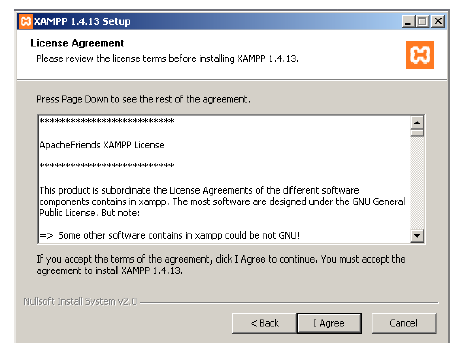 XAMPP 1.4.13 Setup
License Agreement
Please review the license terms before installing XAMPP 1.4.13.
Press Page Down to see the rest of the agreement.
**************************
ApacheFriends XAMPP License
**************************
This product is subordinate the License Agreements of the different software
components contains in xampp. The most software are designed under the GNU General
Public License. But note:
=> Some other software contains in xampp could be not GNU!
If you accept the terms of the agreement, click I Agree to continue. You must accept the
agreement to install XAMPP 1.4.13.
Nullsoft Install System v2.0
< Back I Agree Cancel